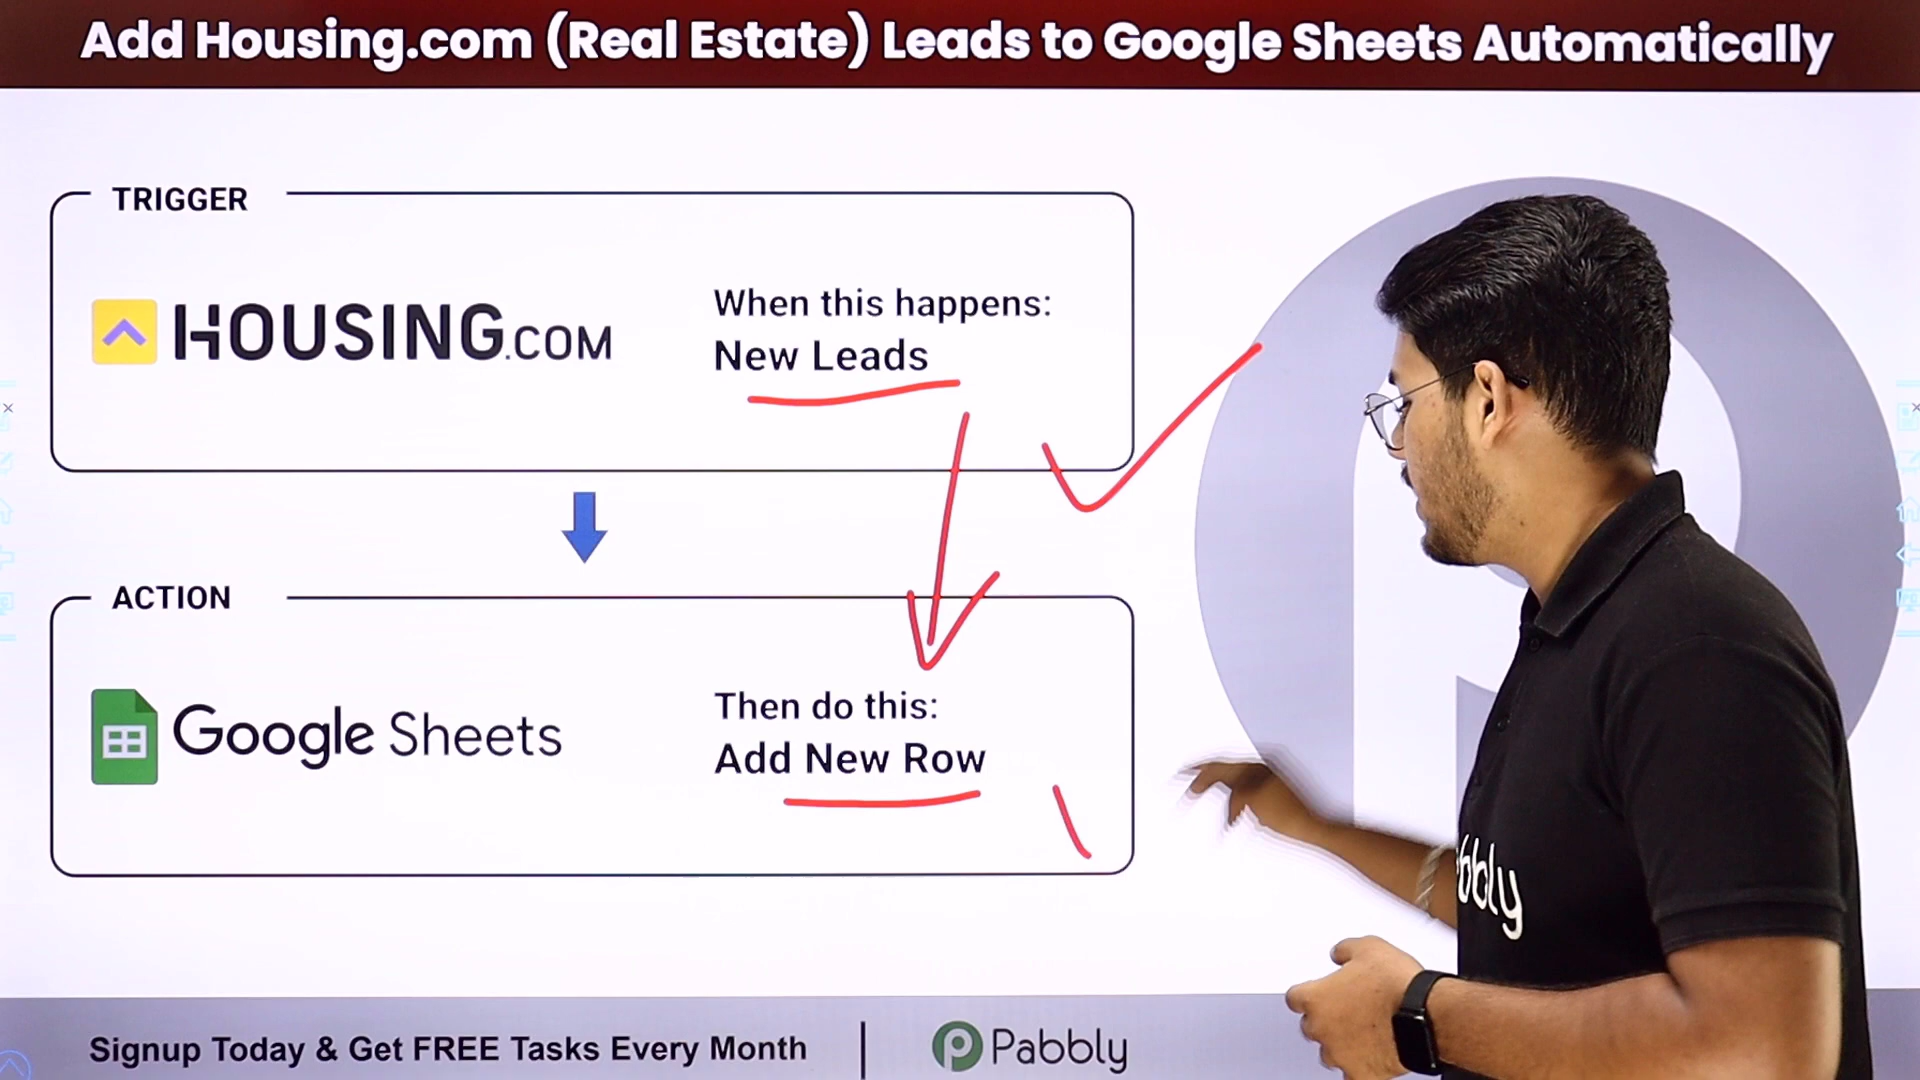 Add Housing.com (Real Estate) Leads to Google Sheets Automatically
TRIGGER
HOUSING.COM
When this happens:
New Leads
ACTION
Google Sheets
Then do this:
Add New Row
bbly
Signup Today & Get FREE Tasks Every Month
Pabbly